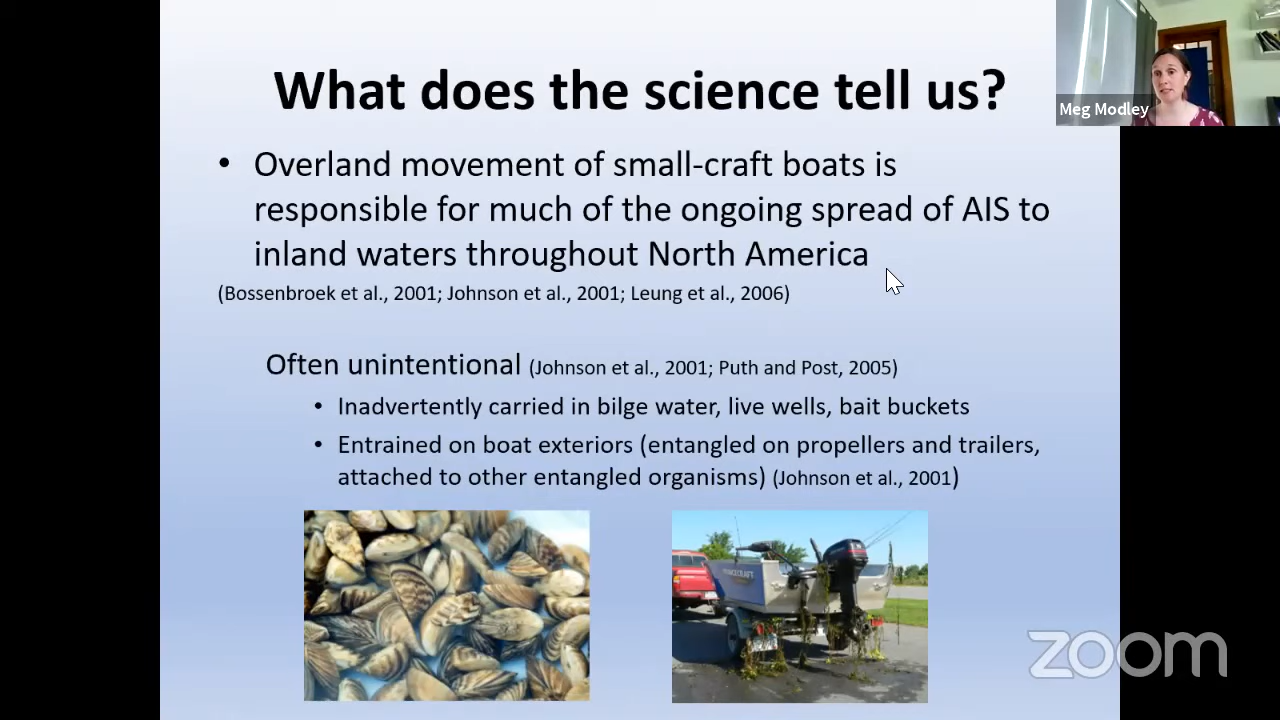 What does the science tell us?
Meg Modley
• Overland movement of small-craft boats is
responsible for much of the ongoing spread of AIS to
inland waters throughout North America
(Bossenbroek et al., 2001; Johnson et al., 2001; Leung et al., 2006)
Often unintentional (Johnson et al., 2001; Puth and Post, 2005)
• Inadvertently carried in bilge water, live wells, bait buckets
• Entrained on boat exteriors (entangled on propellers and trailers,
attached to other entangled organisms) (Johnson et al., 2001)
zoom